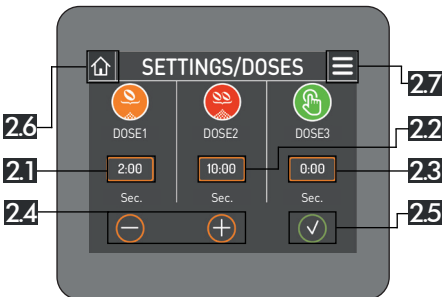 SETTINGS/DOSES
2.7
2.6
DOSE1 DOSE2 DOSE3
2.2
2.1 2:00 10:00 0:00 2.3
Sec. Sec. Sec.
2.4 2.5